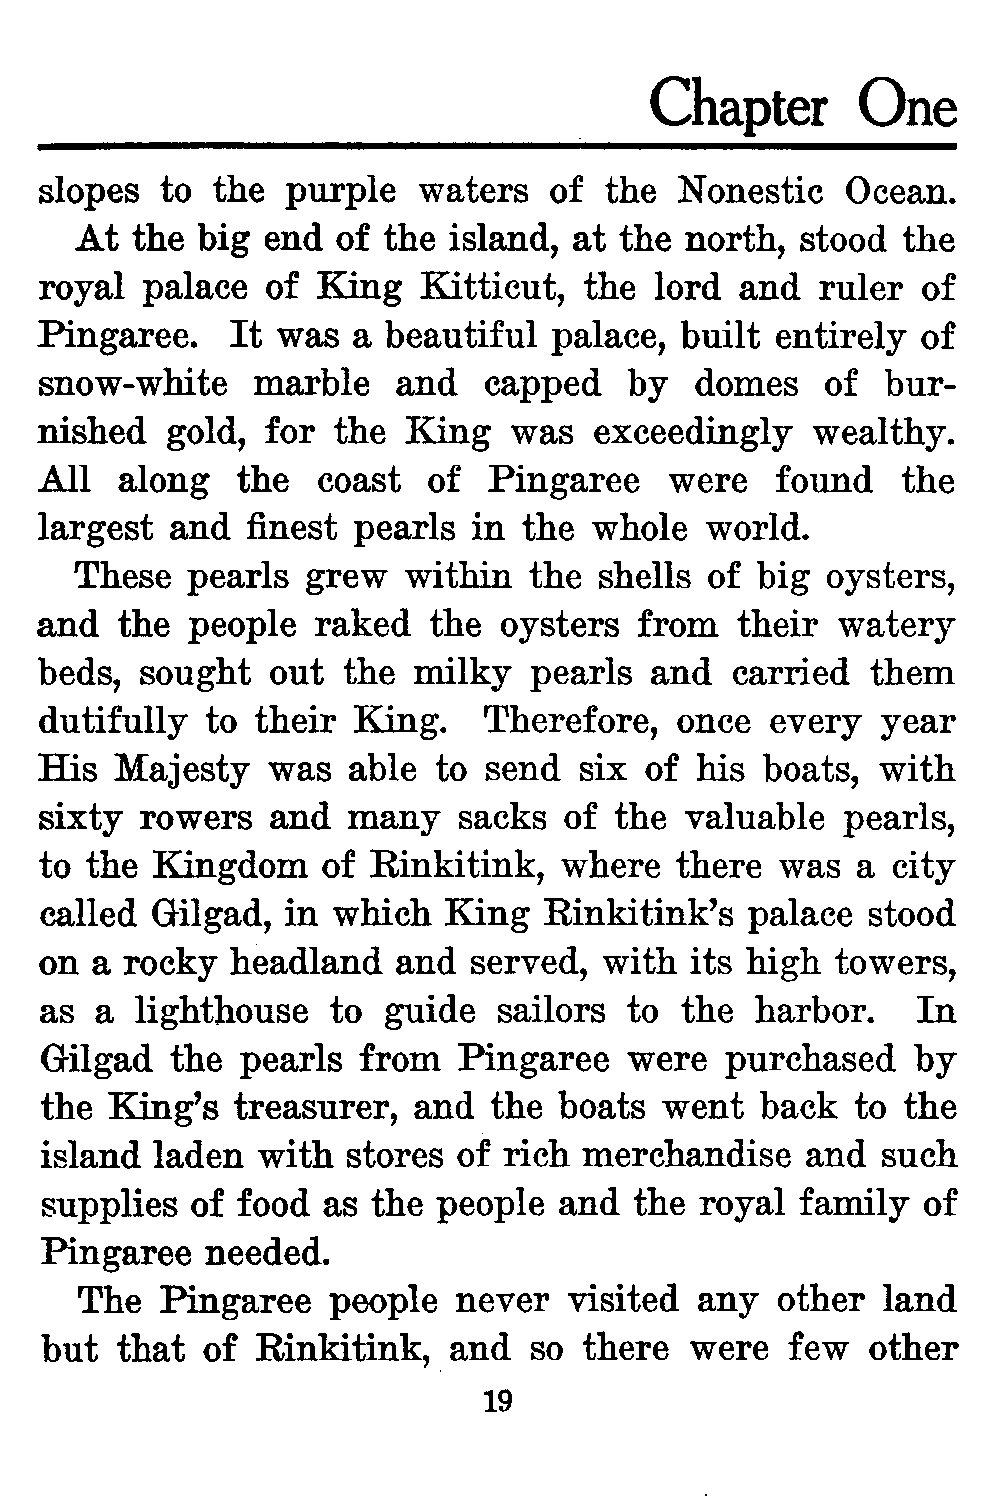 Chapter One
slopes to the purple waters of the Nonestic Ocean.
At the big end of the island, at the north, stood the
royal palace of King Kitticut, the lord and ruler of
Pingaree. It was a beautiful palace, built entirely of
snow-white marble and capped by domes of bur-
nished gold, for the King was exceedingly wealthy.
All along the coast of Pingaree were found the
largest and finest pearls in the whole world.
These pearls grew within the shells of big oysters,
and the people raked the oysters from their watery
beds, sought out the milky pearls and carried them
dutifully to their King. Therefore, once every year
His Majesty was able to send six of his boats, with
sixty rowers and many sacks of the valuable pearls,
to the Kingdom of Rinkitink, where there was a city
called Gilgad, in which King Rinkitink's palace stood
on a rocky headland and served, with its high towers,
as a lighthouse to guide sailors to the harbor. In
Gilgad the pearls from Pingaree were purchased by
the King's treasurer, and the boats went back to the
island laden with stores of rich merchandise and such
supplies of food as the people and the royal family of
Pingaree needed.
The Pingaree people never visited any other land
but that of Rinkitink, and so there were few other
19